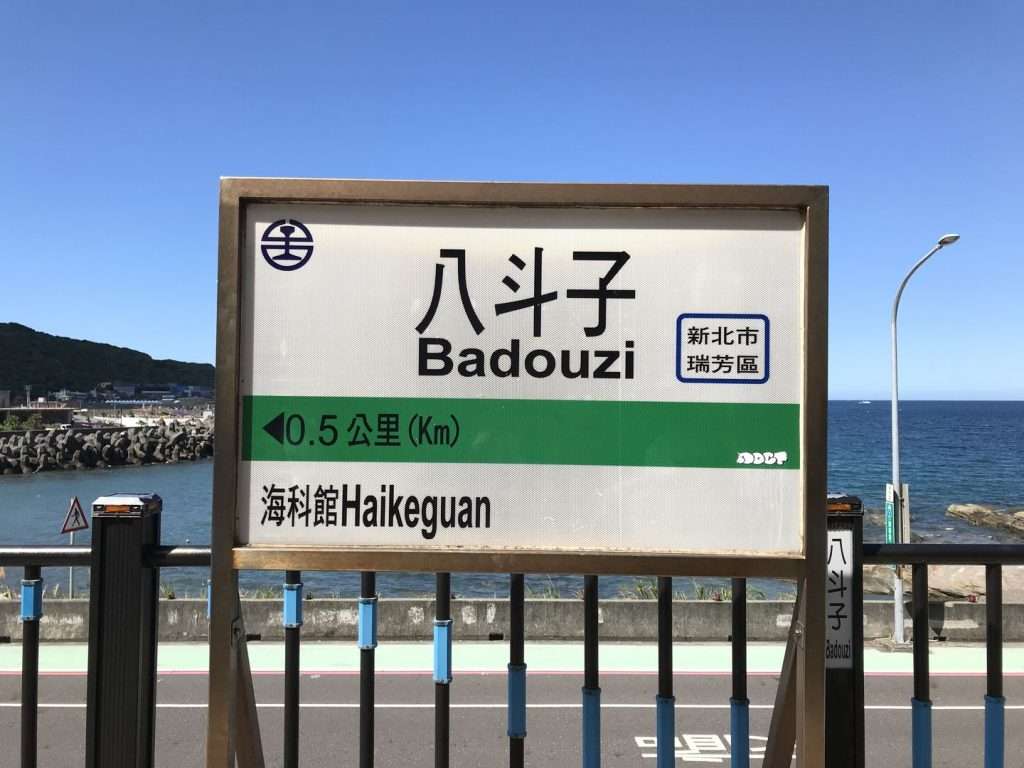 八斗子
Badouzi
新北市
瑞芳區
0.5公里(Km)
海科館Haikeguan
八斗子
Badouzi